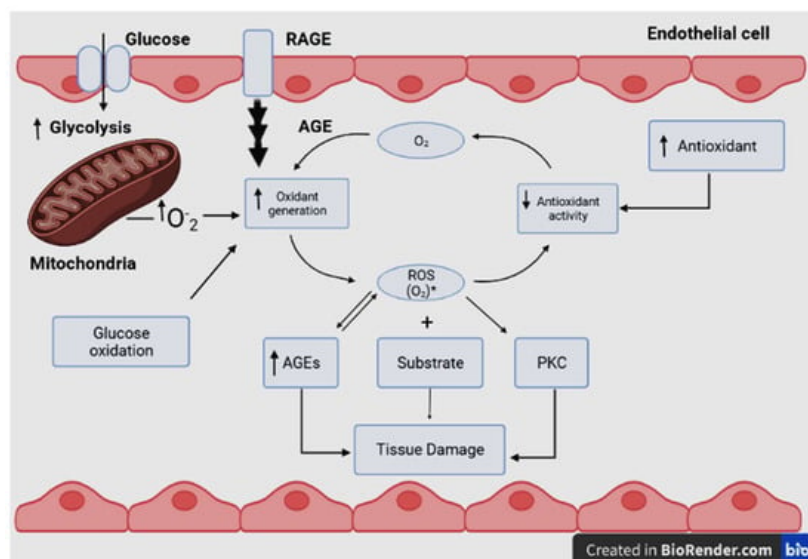 Glucose
RAGE
Endothelial cell
↑ Glycolysis
AGE
O₂
↑ Antioxidant
↑ Oxidant
generation
↓ Antioxidant
activity
↑O⁻₂
Mitochondria
ROS
(O₂)*
+
Glucose
oxidation
↑ AGEs
Substrate
PKC
Tissue Damage
Created in BioRender.com bio